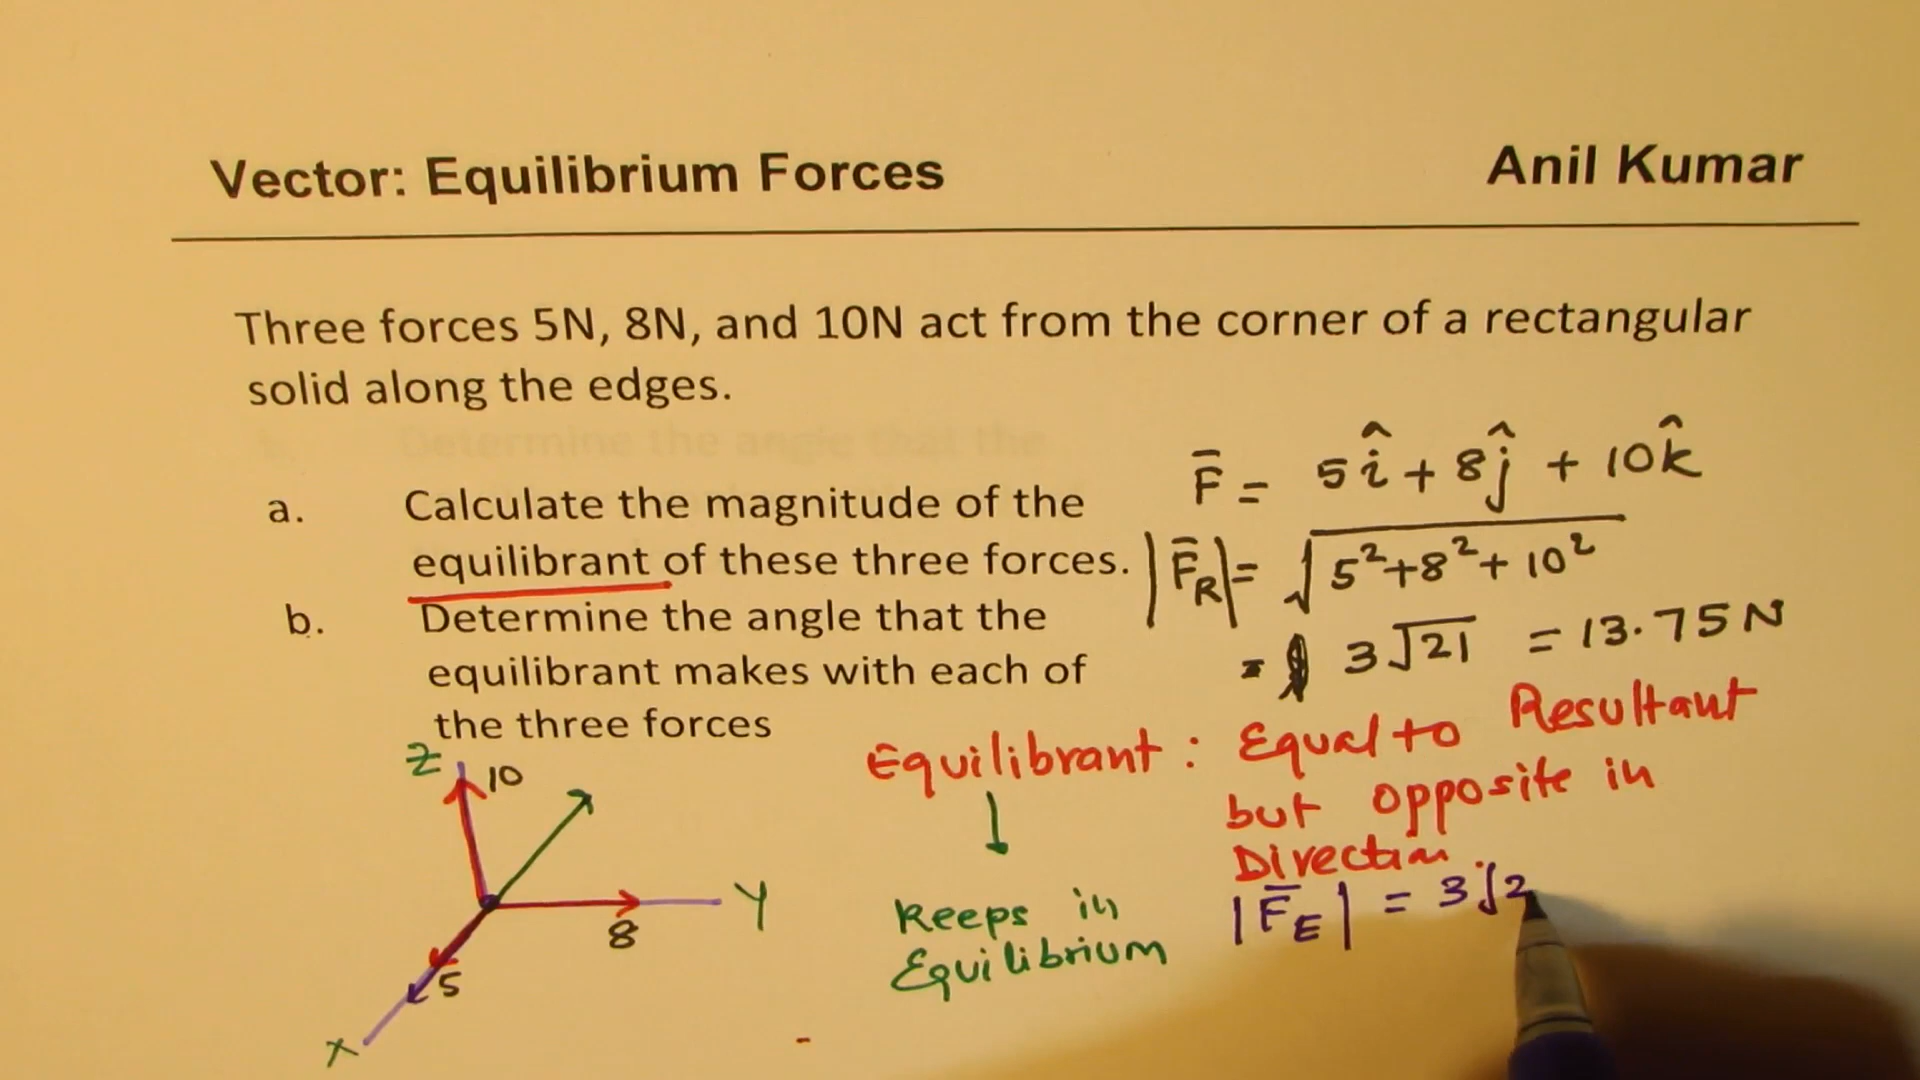 Vector: Equilibrium Forces
Anil Kumar
Three forces 5N, 8N, and 10N act from the corner of a rectangular
solid along the edges.
a. Calculate the magnitude of the
equilibrant of these three forces.
b. Determine the angle that the
equilibrant makes with each of
the three forces
F̄ = 5î + 8ĵ + 10k̂
|F̄_R| = √(5² + 8² + 10²)
= 3√21 = 13.75 N
Equilibrant : Equal to Resultant
but opposite in
Direction.
Keeps in
Equilibrium
|F̄_E| = 3√2
Z
10
Y
8
5
X